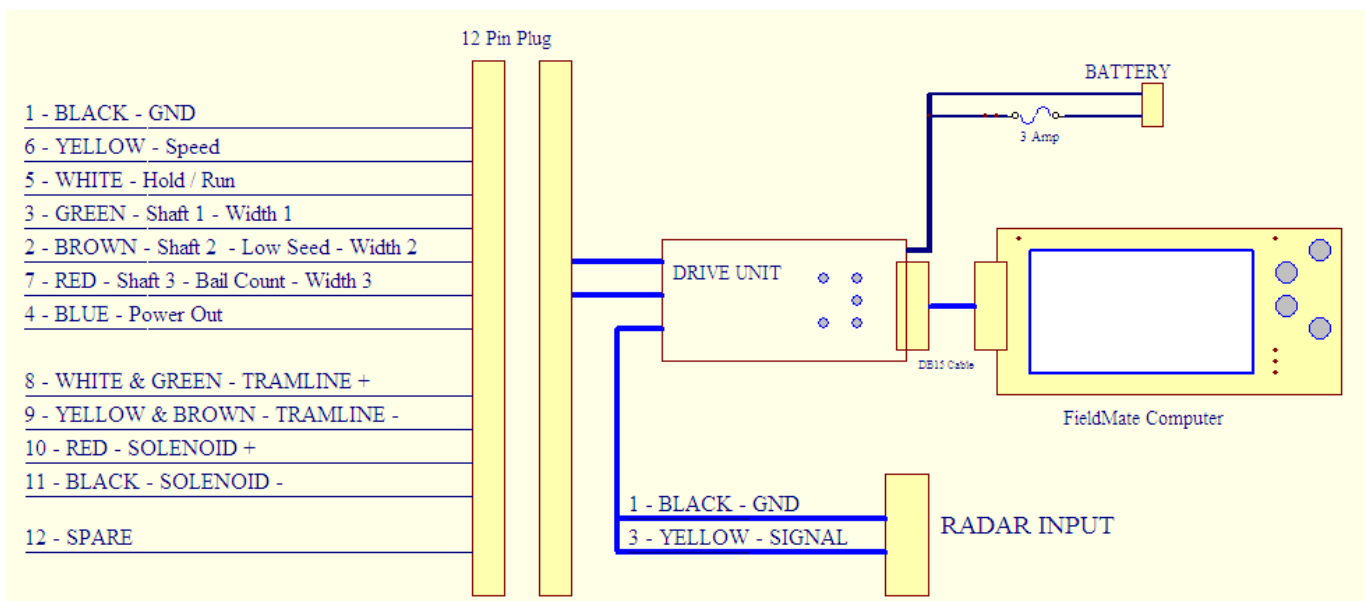 12 Pin Plug
BATTERY
1 - BLACK - GND
3 Amp
6 - YELLOW - Speed
5 - WHITE - Hold / Run
3 - GREEN - Shaft 1 - Width 1
2 - BROWN - Shaft 2 - Low Seed - Width 2
DRIVE UNIT
7 - RED - Shaft 3 - Bail Count - Width 3
4 - BLUE - Power Out
DB15 Cable
8 - WHITE & GREEN - TRAMLINE +
9 - YELLOW & BROWN - TRAMLINE -
FieldMate Computer
10 - RED - SOLENOID +
11 - BLACK - SOLENOID -
1 - BLACK - GND
RADAR INPUT
12 - SPARE
3 - YELLOW - SIGNAL